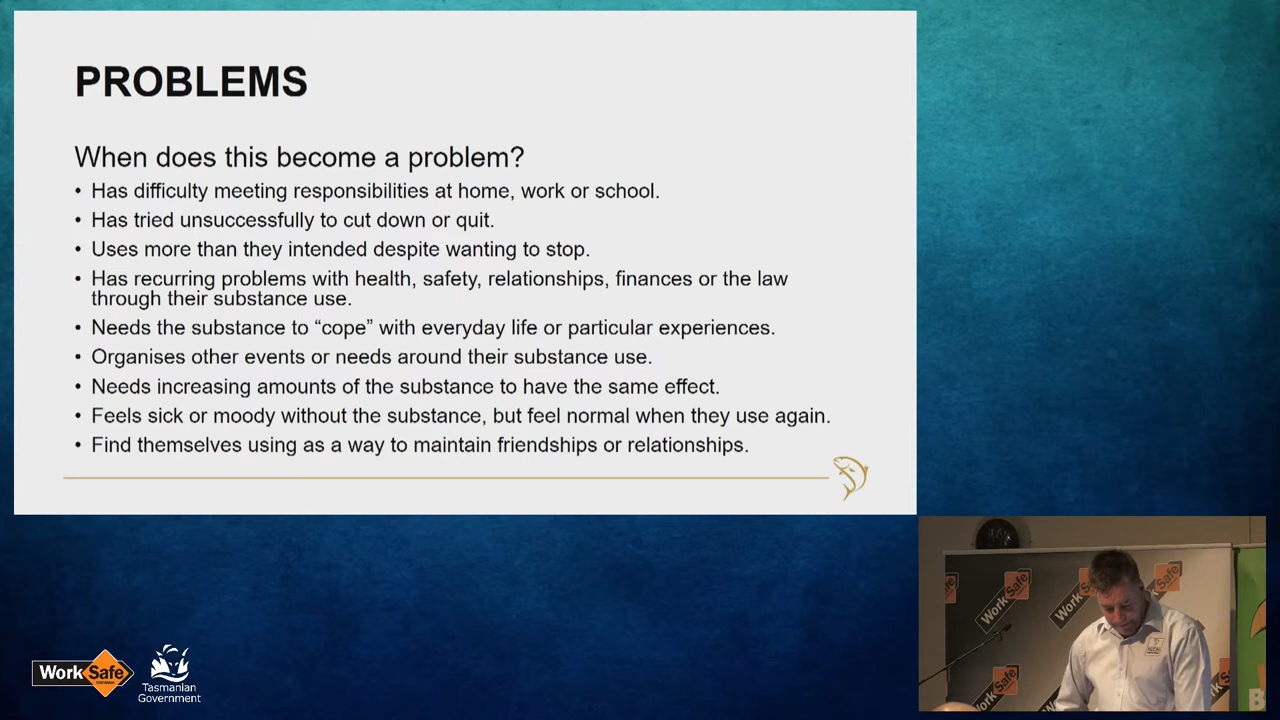 PROBLEMS
When does this become a problem?
• Has difficulty meeting responsibilities at home, work or school.
• Has tried unsuccessfully to cut down or quit.
• Uses more than they intended despite wanting to stop.
• Has recurring problems with health, safety, relationships, finances or the law
through their substance use.
• Needs the substance to “cope” with everyday life or particular experiences.
• Organises other events or needs around their substance use.
• Needs increasing amounts of the substance to have the same effect.
• Feels sick or moody without the substance, but feel normal when they use again.
• Find themselves using as a way to maintain friendships or relationships.
WorkSafe
TASMANIA
Tasmanian
Government
WorkSafe
WorkSafe
Safe
Safe